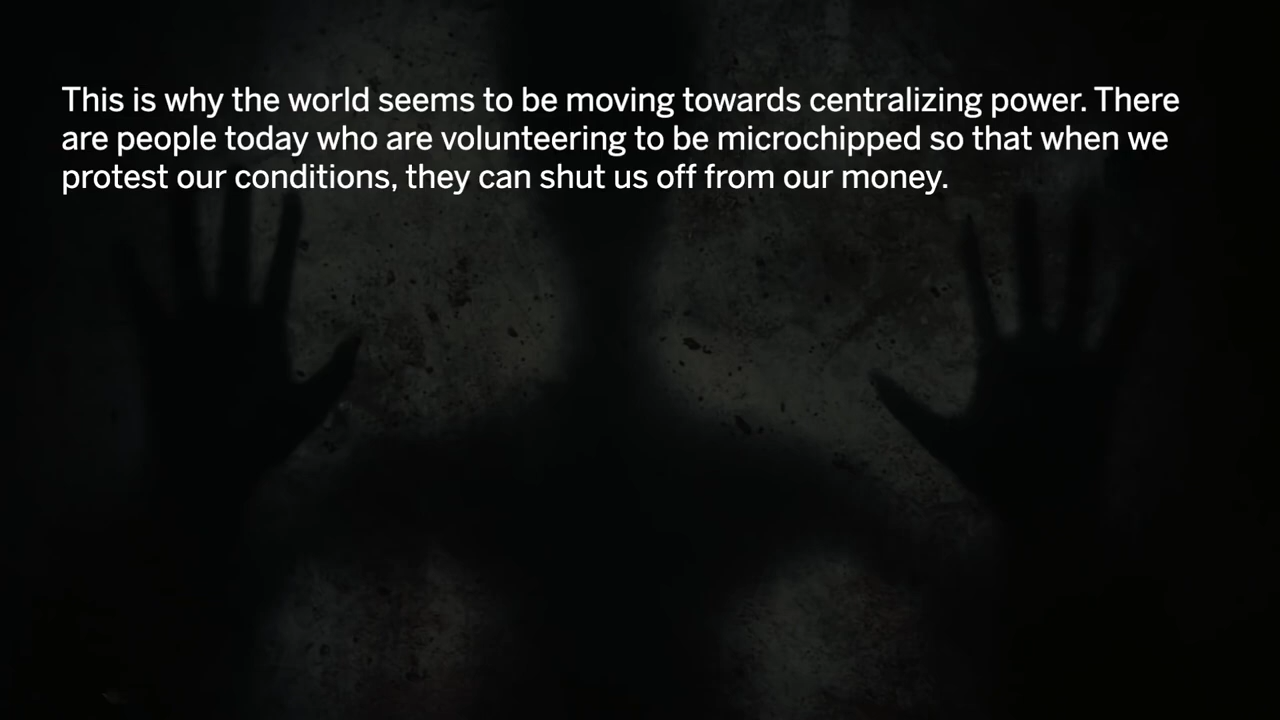 This is why the world seems to be moving towards centralizing power. There
are people today who are volunteering to be microchipped so that when we
protest our conditions, they can shut us off from our money.